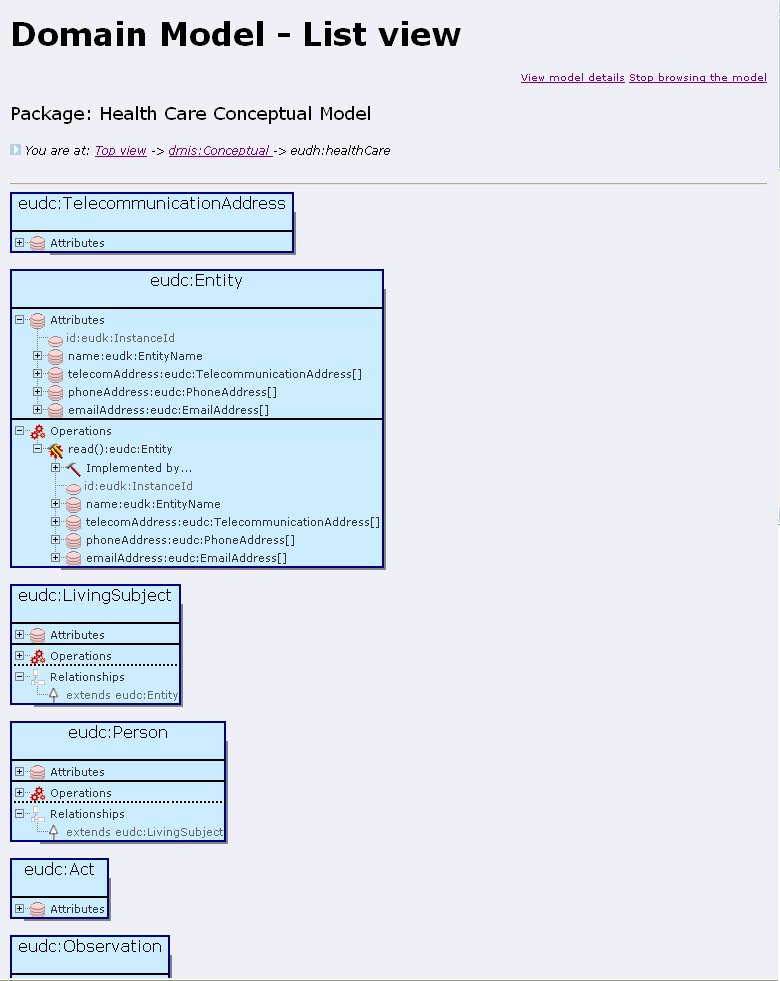 Domain Model - List view
View model details Stop browsing the model
Package: Health Care Conceptual Model
You are at: Top view -> dmis:Conceptual -> eudh:healthCare
eudc:TelecommunicationAddress
Attributes
eudc:Entity
Attributes
id:eudk:InstanceId
name:eudk:EntityName
telecomAddress:eudc:TelecommunicationAddress[]
phoneAddress:eudc:PhoneAddress[]
emailAddress:eudc:EmailAddress[]
Operations
read():eudc:Entity
Implemented by...
id:eudk:InstanceId
name:eudk:EntityName
telecomAddress:eudc:TelecommunicationAddress[]
phoneAddress:eudc:PhoneAddress[]
emailAddress:eudc:EmailAddress[]
eudc:LivingSubject
Attributes
Operations
Relationships
extends eudc:Entity
eudc:Person
Attributes
Operations
Relationships
extends eudc:LivingSubject
eudc:Act
Attributes
eudc:Observation